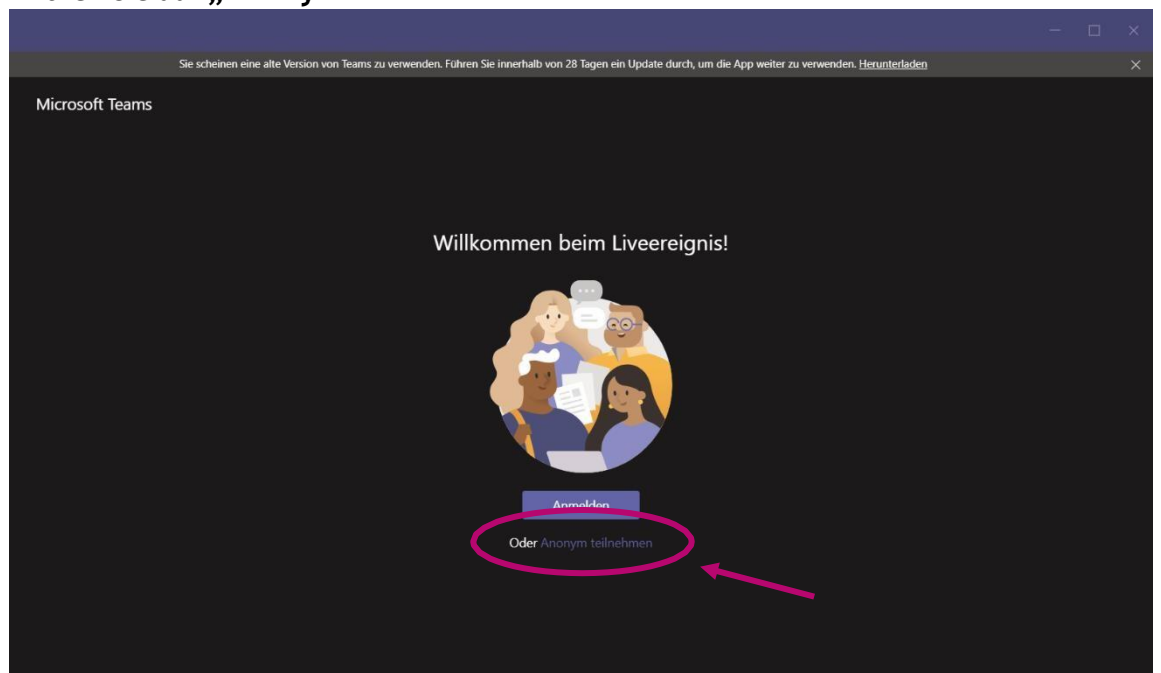 Sie scheinen eine alte Version von Teams zu verwenden. Führen Sie innerhalb von 28 Tagen ein Update durch, um die App weiter zu verwenden. Herunterladen
Microsoft Teams
Willkommen beim Liveereignis!
Anmelden
Oder Anonym teilnehmen